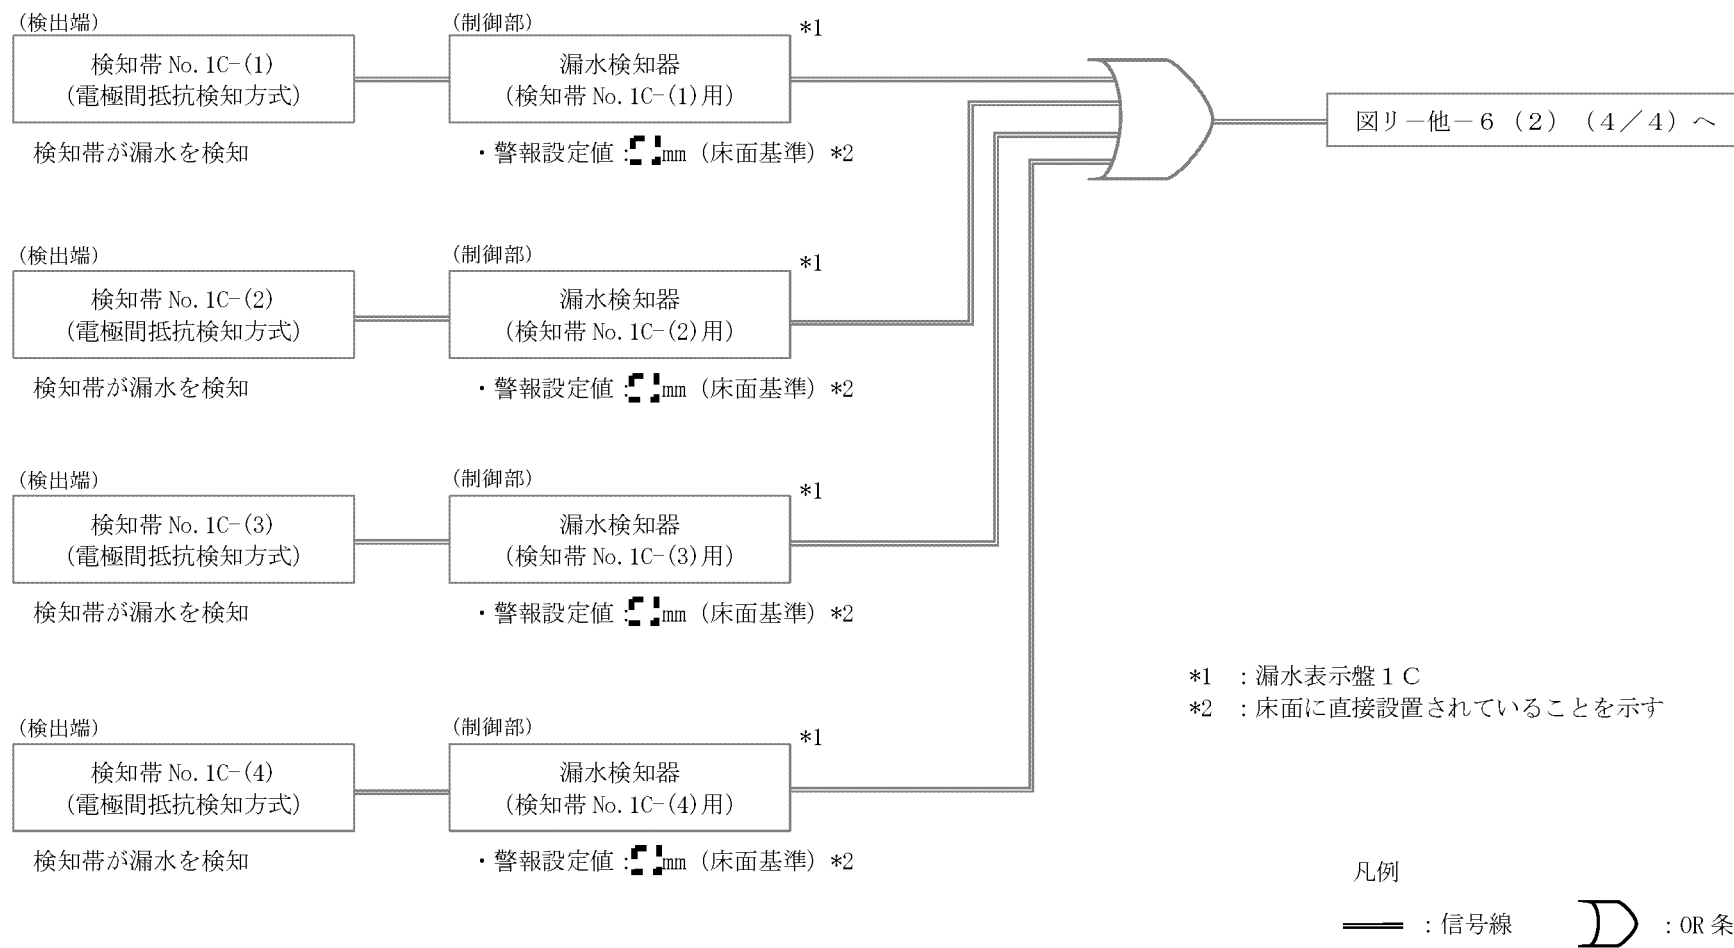 (検出端)
(制御部)
*1
検知帯 No.1C-(1)
(電極間抵抗検知方式)
漏水検知器
(検知帯 No.1C-(1)用)
検知帯が漏水を検知
・警報設定値：mm（床面基準）*2
図リ－他－６（２）（４／４）へ
(検出端)
(制御部)
*1
検知帯 No.1C-(2)
(電極間抵抗検知方式)
漏水検知器
(検知帯 No.1C-(2)用)
検知帯が漏水を検知
・警報設定値：mm（床面基準）*2
(検出端)
(制御部)
*1
検知帯 No.1C-(3)
(電極間抵抗検知方式)
漏水検知器
(検知帯 No.1C-(3)用)
検知帯が漏水を検知
・警報設定値：mm（床面基準）*2
*1 ：漏水表示盤１Ｃ
*2 ：床面に直接設置されていることを示す
(検出端)
(制御部)
*1
検知帯 No.1C-(4)
(電極間抵抗検知方式)
漏水検知器
(検知帯 No.1C-(4)用)
検知帯が漏水を検知
・警報設定値：mm（床面基準）*2
凡例
：信号線
：OR 条